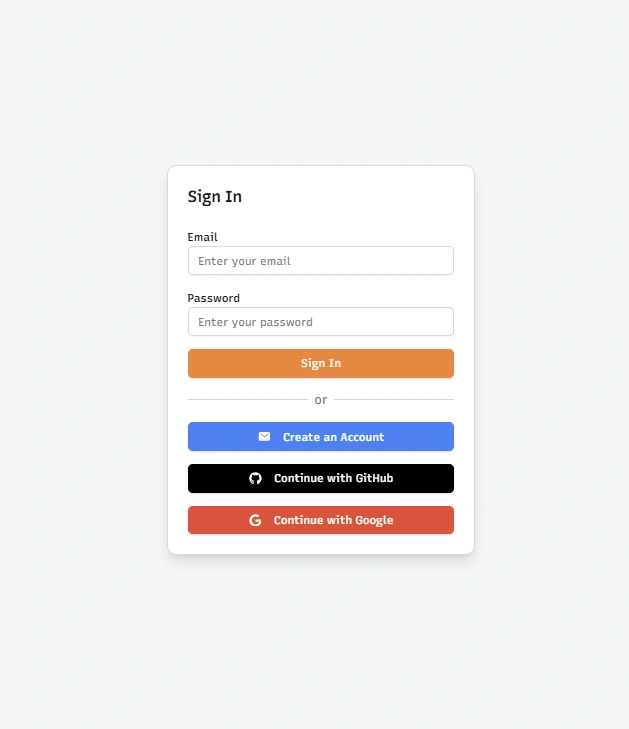 Sign In
Email
Enter your email
Password
Enter your password
Sign In
or
Create an Account
Continue with GitHub
Continue with Google